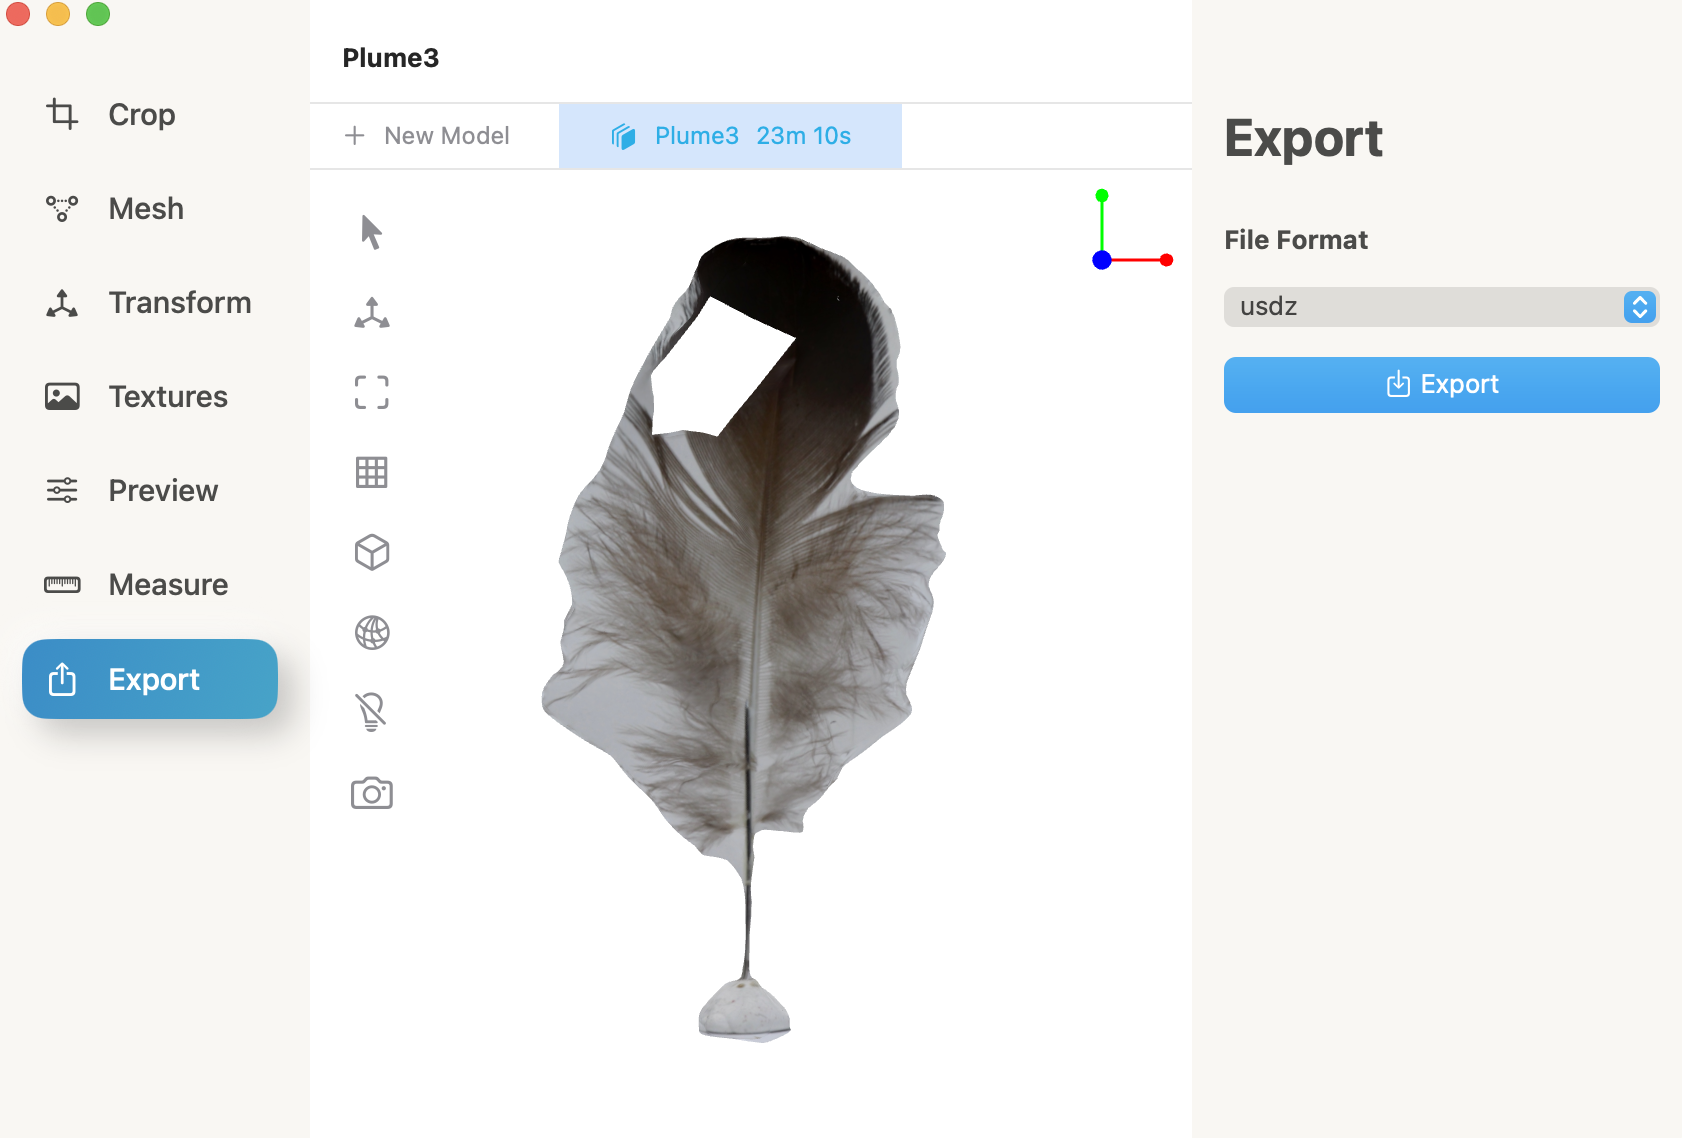 Crop
Mesh
Transform
Textures
Preview
Measure
Export
Plume3
New Model
Plume3 23m 10s
Export
File Format
usdz
Export